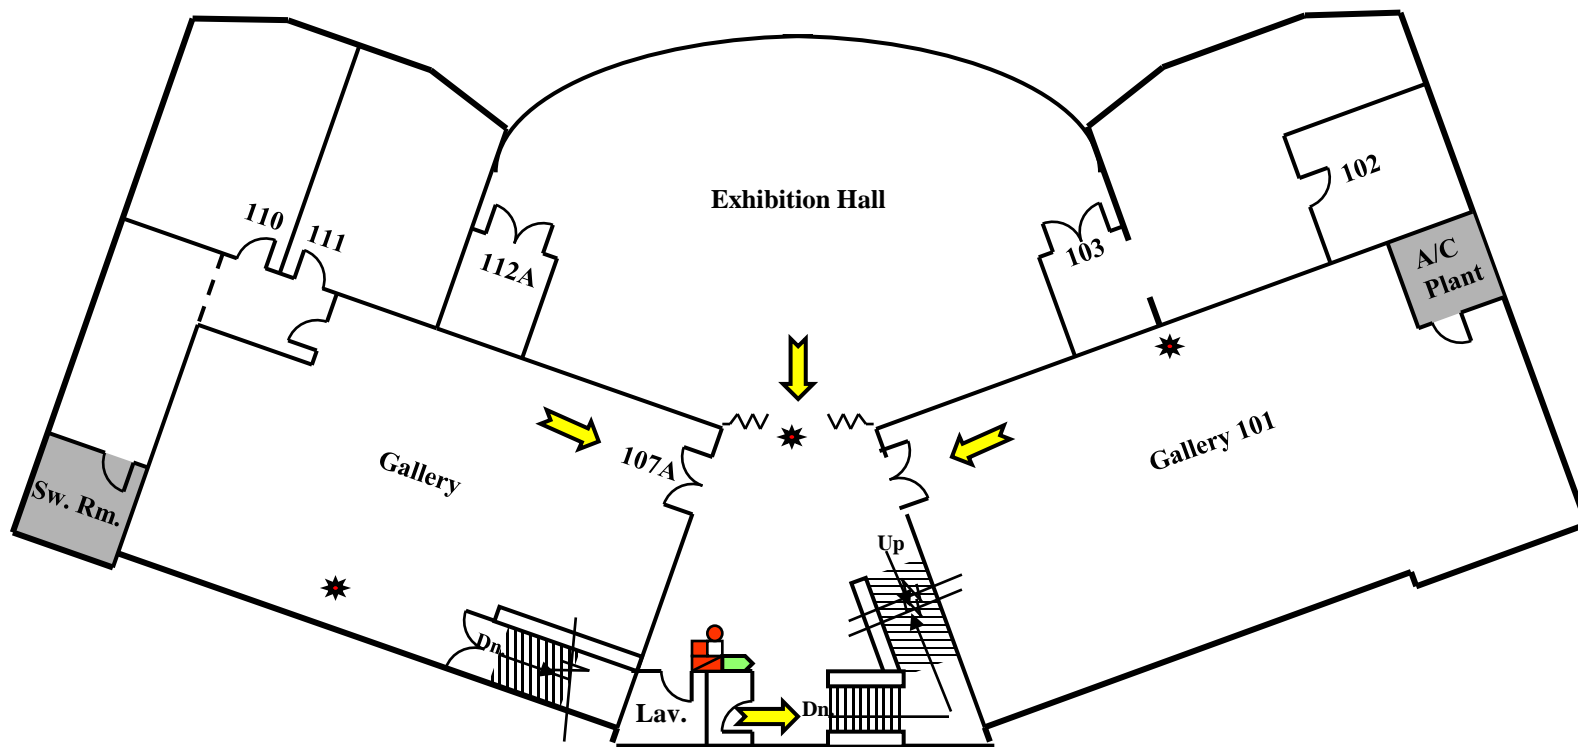 Exhibition Hall
110
111
112A
103
102
A/C
Plant
Gallery
107A
Gallery 101
Sw. Rm.
Up
Dn.
Lav.
Dn.